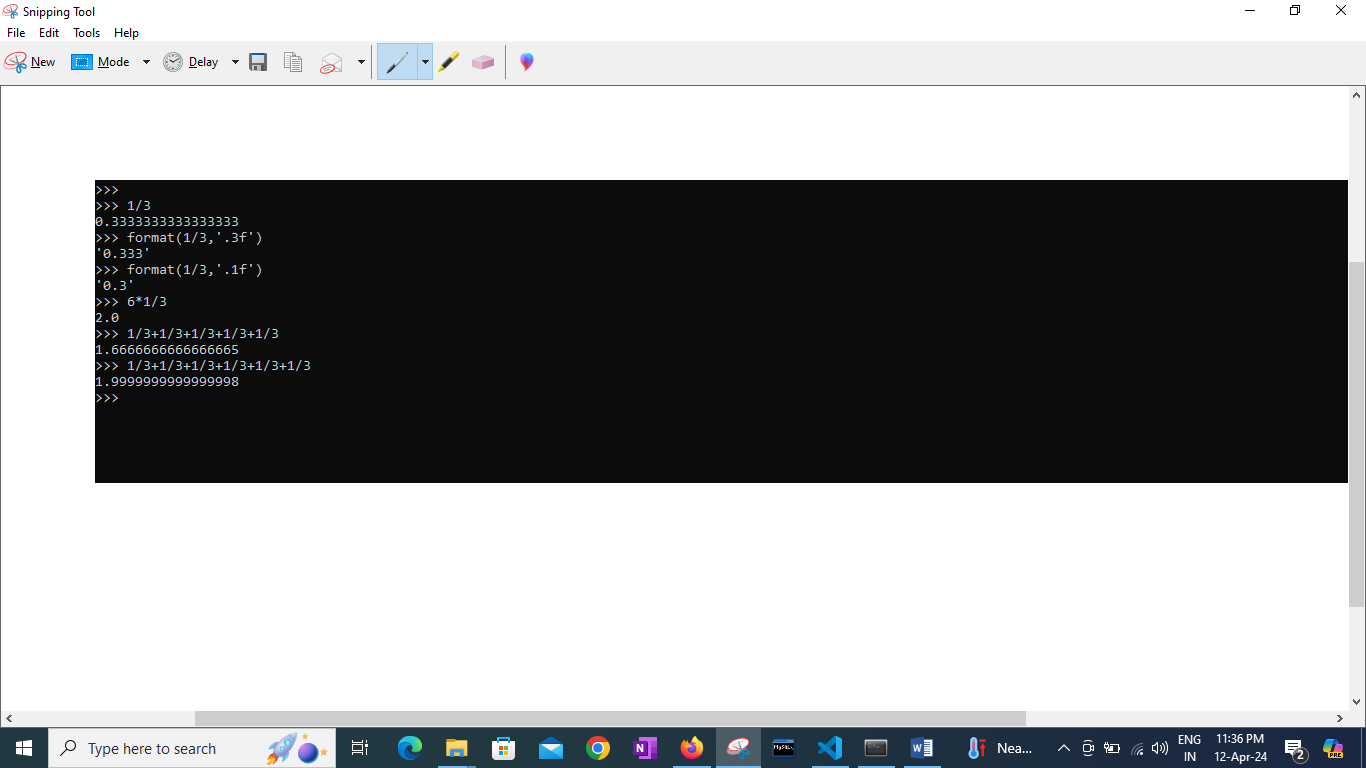 Snipping Tool
File Edit Tools Help
New Mode Delay
>>>
>>> 1/3
0.3333333333333333
>>> format(1/3,'.3f')
'0.333'
>>> format(1/3,'.1f')
'0.3'
>>> 6*1/3
2.0
>>> 1/3+1/3+1/3+1/3+1/3
1.6666666666666665
>>> 1/3+1/3+1/3+1/3+1/3+1/3
1.9999999999999998
>>>
Type here to search
N
MySQL
W
Nea...
ENG
IN
11:36 PM
12-Apr-24
2
PRE